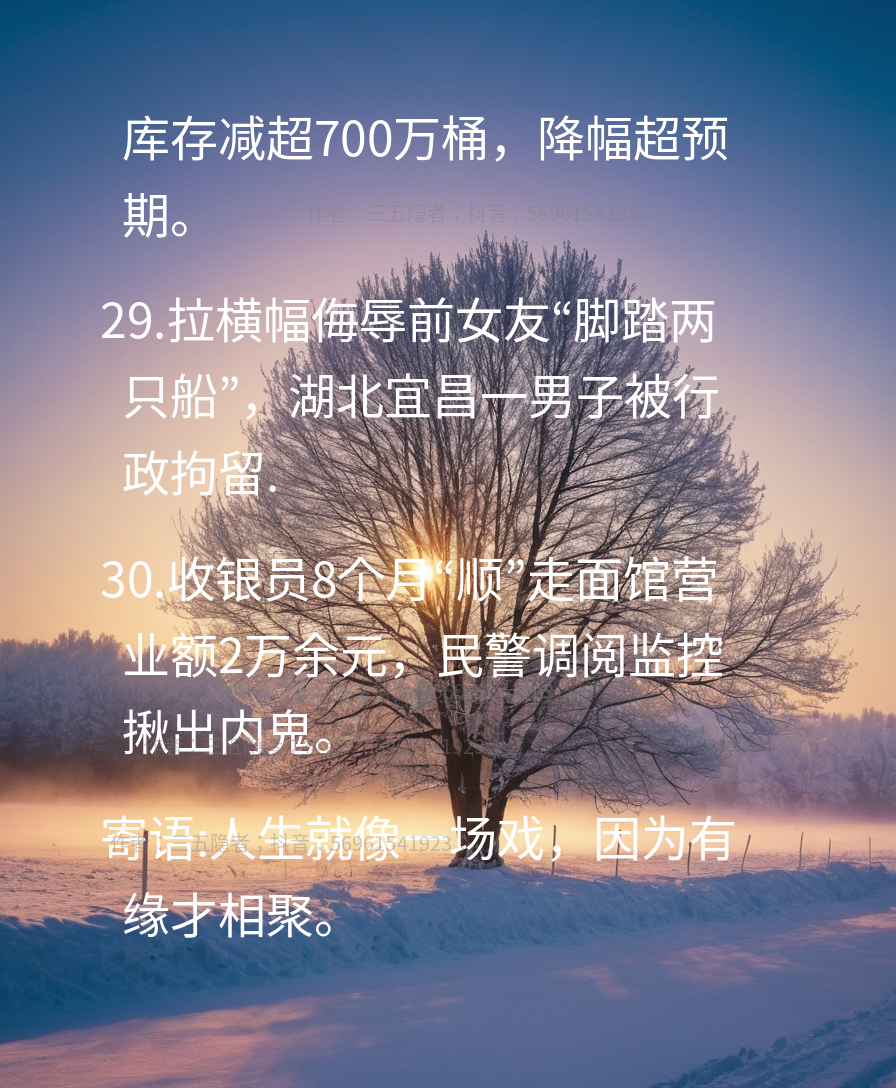 库存减超700万桶，降幅超预
期。
作者：三五隐者；抖音：56961541923
29.拉横幅侮辱前女友“脚踏两
只船”，湖北宜昌一男子被行
政拘留.
30.收银员8个月“顺”走面馆营
业额2万余元，民警调阅监控
揪出内鬼。
寄语:人生就像一场戏，因为有
作者：三五隐者；抖音：56961541923
缘才相聚。